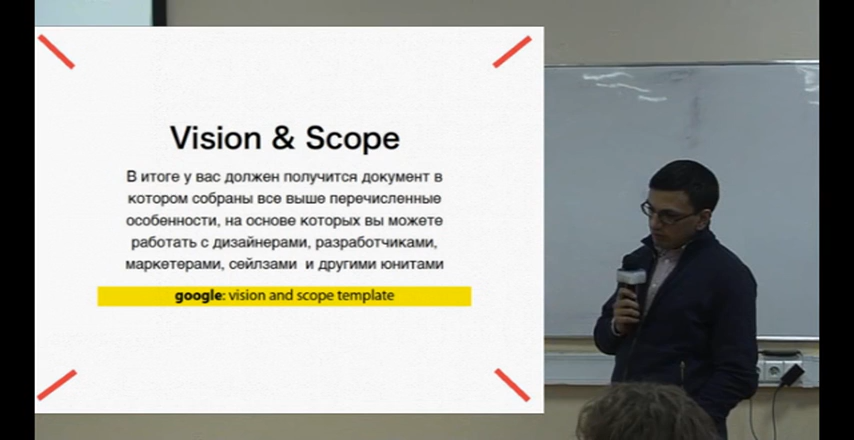 Vision & Scope
В итоге у вас должен получится документ в
котором собраны все выше перечисленные
особенности, на основе которых вы можете
работать с дизайнерами, разработчиками,
маркетерами, сейлзами и другими юнитами
google: vision and scope template